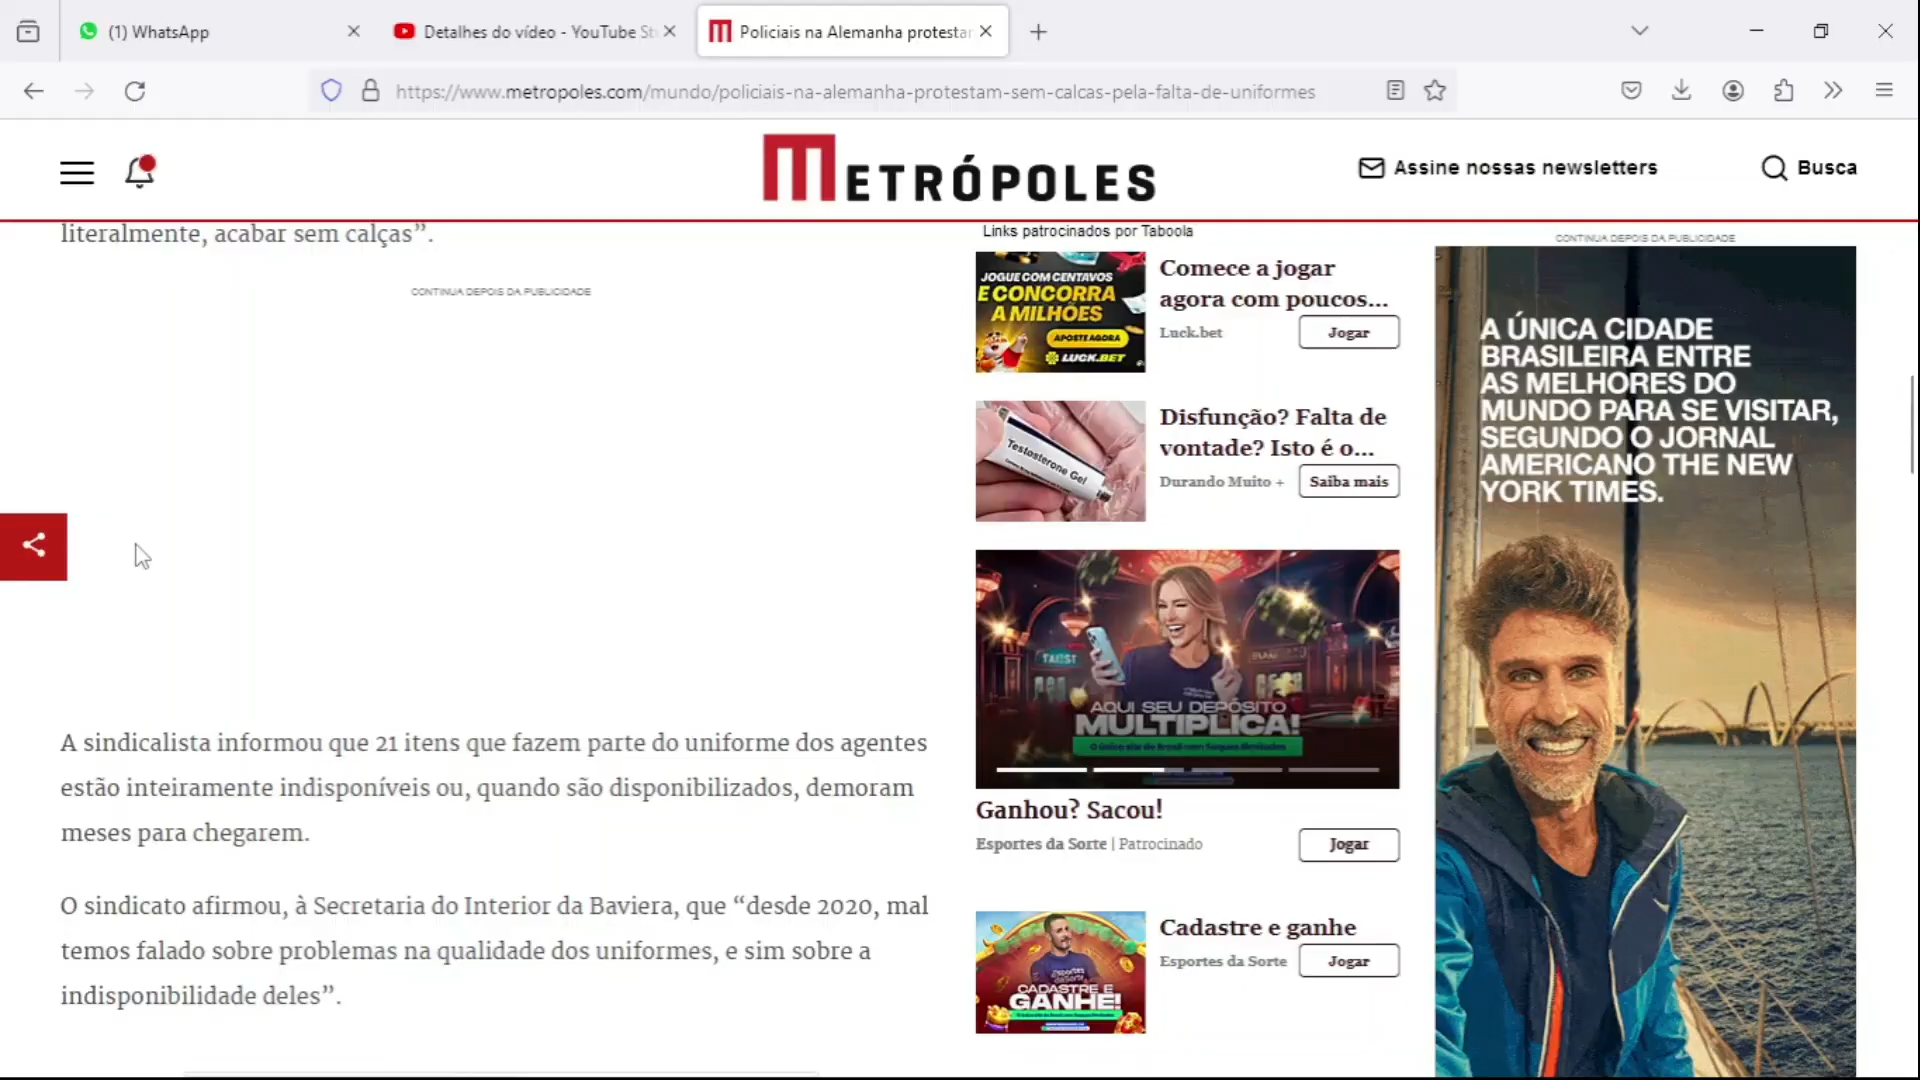 (1) WhatsApp
Detalhes do vídeo - YouTube St
Policiais na Alemanha protestar
https://www.metropoles.com/mundo/policiais-na-alemanha-protestam-sem-calcas-pela-falta-de-uniformes
METRÓPOLES
Assine nossas newsletters
Busca
literalmente, acabar sem calças”.
CONTINUA DEPOIS DA PUBLICIDADE
A sindicalista informou que 21 itens que fazem parte do uniforme dos agentes
estão inteiramente indisponíveis ou, quando são disponibilizados, demoram
meses para chegarem.
O sindicato afirmou, à Secretaria do Interior da Baviera, que “desde 2020, mal
temos falado sobre problemas na qualidade dos uniformes, e sim sobre a
indisponibilidade deles”.
Links patrocinados por Taboola
JOGUE COM CENTAVOS
E CONCORRA
A MILHÕES
APOSTE AGORA
LUCK.BET
Comece a jogar
agora com poucos...
Luck.bet
Jogar
Testosterone Gel
Disfunção? Falta de
vontade? Isto é o...
Durando Muito +
Saiba mais
AQUI SEU DEPÓSITO
MULTIPLICA!
Ganhou? Sacou!
Esportes da Sorte | Patrocinado
Jogar
CADASTRE E
GANHE!
Cadastre e ganhe
Esportes da Sorte
Jogar
CONTINUA DEPOIS DA PUBLICIDADE
A ÚNICA CIDADE
BRASILEIRA ENTRE
AS MELHORES DO
MUNDO PARA SE VISITAR,
SEGUNDO O JORNAL
AMERICANO THE NEW
YORK TIMES.